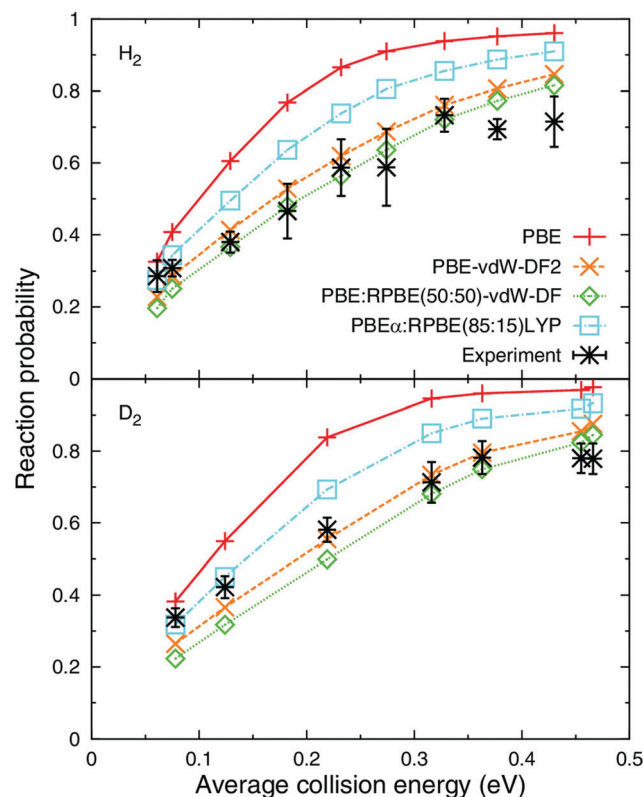 H2
1
0.8
0.6
0.4
0.2
0
PBE
PBE-vdW-DF2
PBE:RPBE(50:50)-vdW-DF
PBEα:RPBE(85:15)LYP
Experiment
Reaction probability
D2
0.8
0.6
0.4
0.2
0
0 0.1 0.2 0.3 0.4 0.5
Average collision energy (eV)